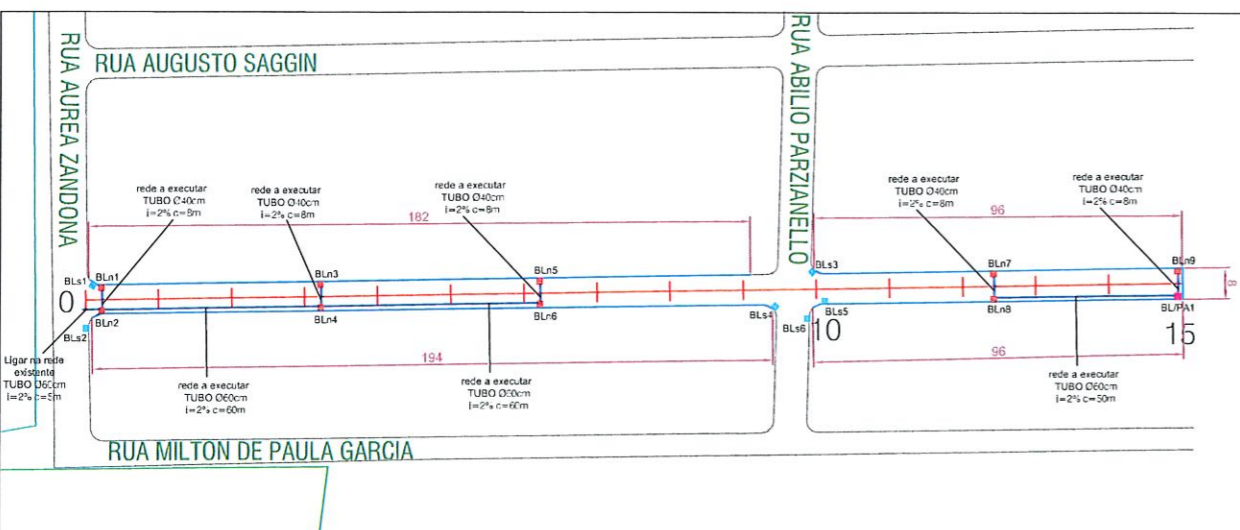 RUA AUREA ZANDONA
RUA AUGUSTO SAGGIN
RUA ABILIO PARZIANELLO
rede a executar
TUBO Ø40cm
i=2% c=8m
rede a executar
TUBO Ø40cm
i=2% c=8m
rede a executar
TUBO Ø40cm
i=2% c=8m
rede a executar
TUBO Ø40cm
i=2% c=8m
rede a executar
TUBO Ø40cm
i=2% c=8m
182
96
BLs1
BLn1
BLn3
BLn5
BLs3
BLn7
BLn9
8
0
BLn2
BLn4
BLn6
BLs4
BLs5
BLn8
BL/PA1
BLs2
BLs6
10
15
194
96
Ligar na rede
existente
TUBO Ø60cm
i=2% c=5m
rede a executar
TUBO Ø60cm
i=2% c=60m
rede a executar
TUBO
i=2% c=60m
rede a executar
TUBO Ø60cm
i=2% c=50m
RUA MILTON DE PAULA GARCIA